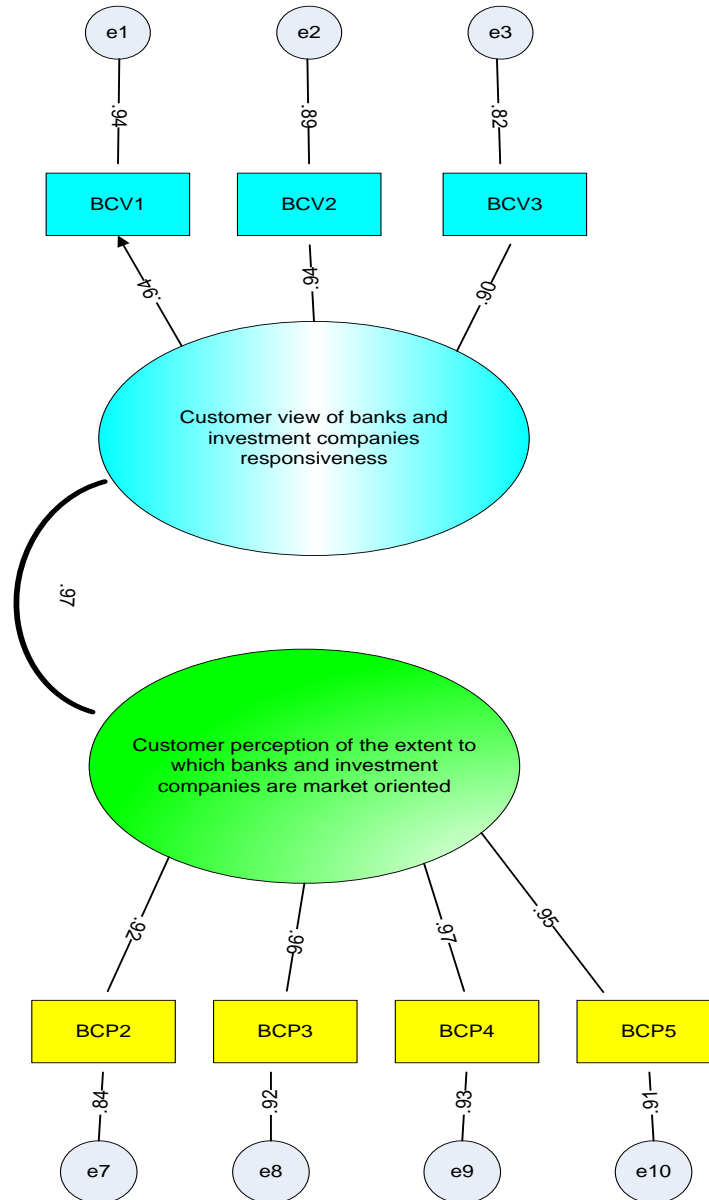 e1
e2
e3
.94
.89
.82
BCV1
BCV2
BCV3
.94
.94
.90
Customer view of banks and
investment companies
responsiveness
.97
Customer perception of the extent to
which banks and investment
companies are market oriented
.92
.96
.97
.95
BCP2
BCP3
BCP4
BCP5
.84
.92
.93
.91
e7
e8
e9
e10